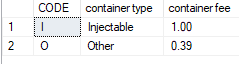 CODE container type container fee
1 I Injectable 1.00
2 O Other 0.39